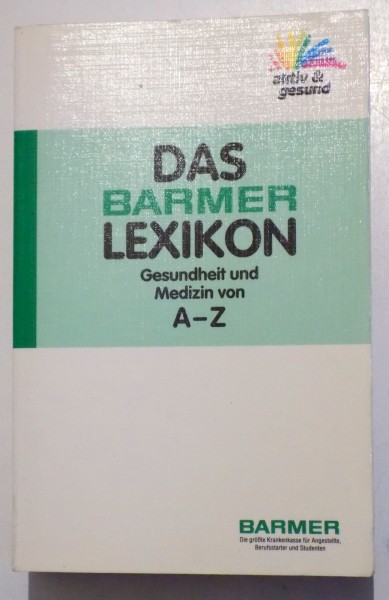 aktiv &
gesund
DAS
BARMER
LEXIKON
Gesundheit und
Medizin von
A–Z
BARMER
Die größte Krankenkasse für Angestellte,
Berufsstarter und Studenten